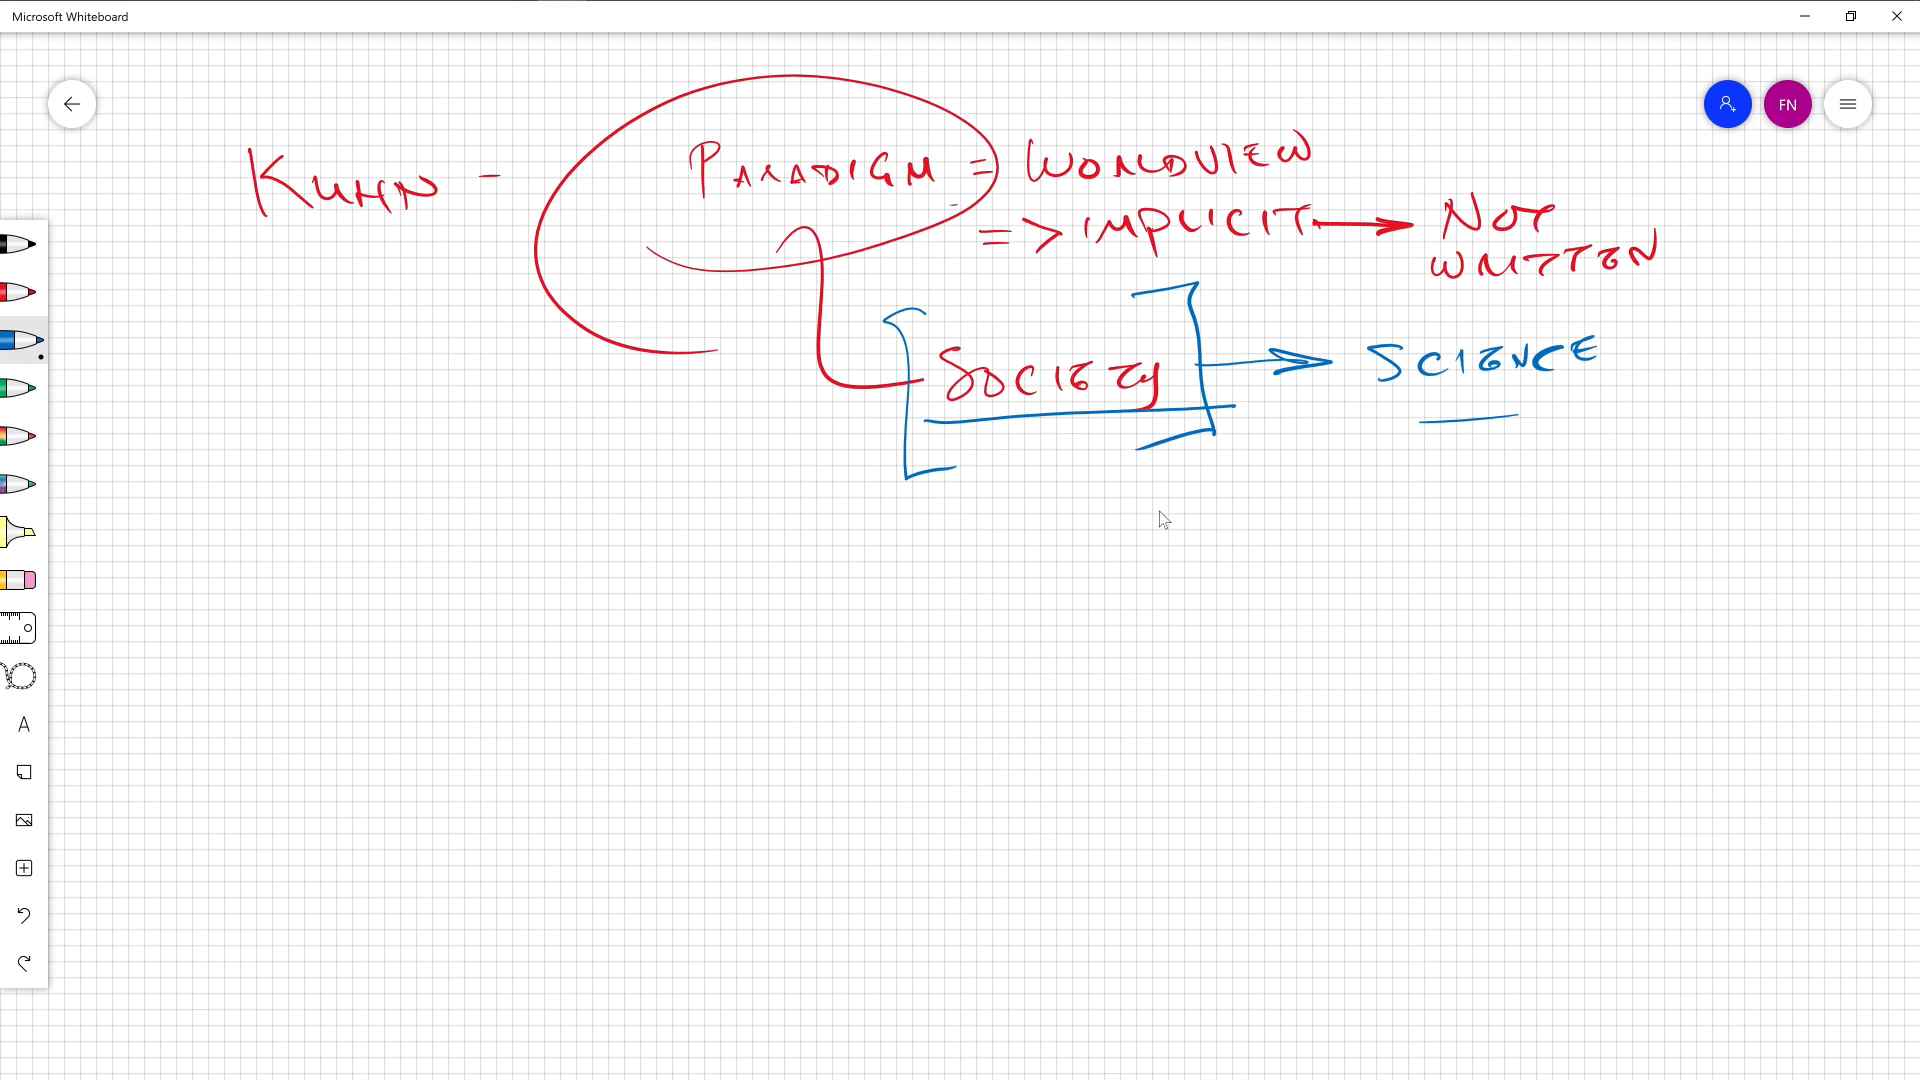 Microsoft Whiteboard
FN
KUHN - PARADIGM = WORLDVIEW
=> IMPLICIT → NOT
WRITTEN
[SOCIETY] → SCIENCE
A